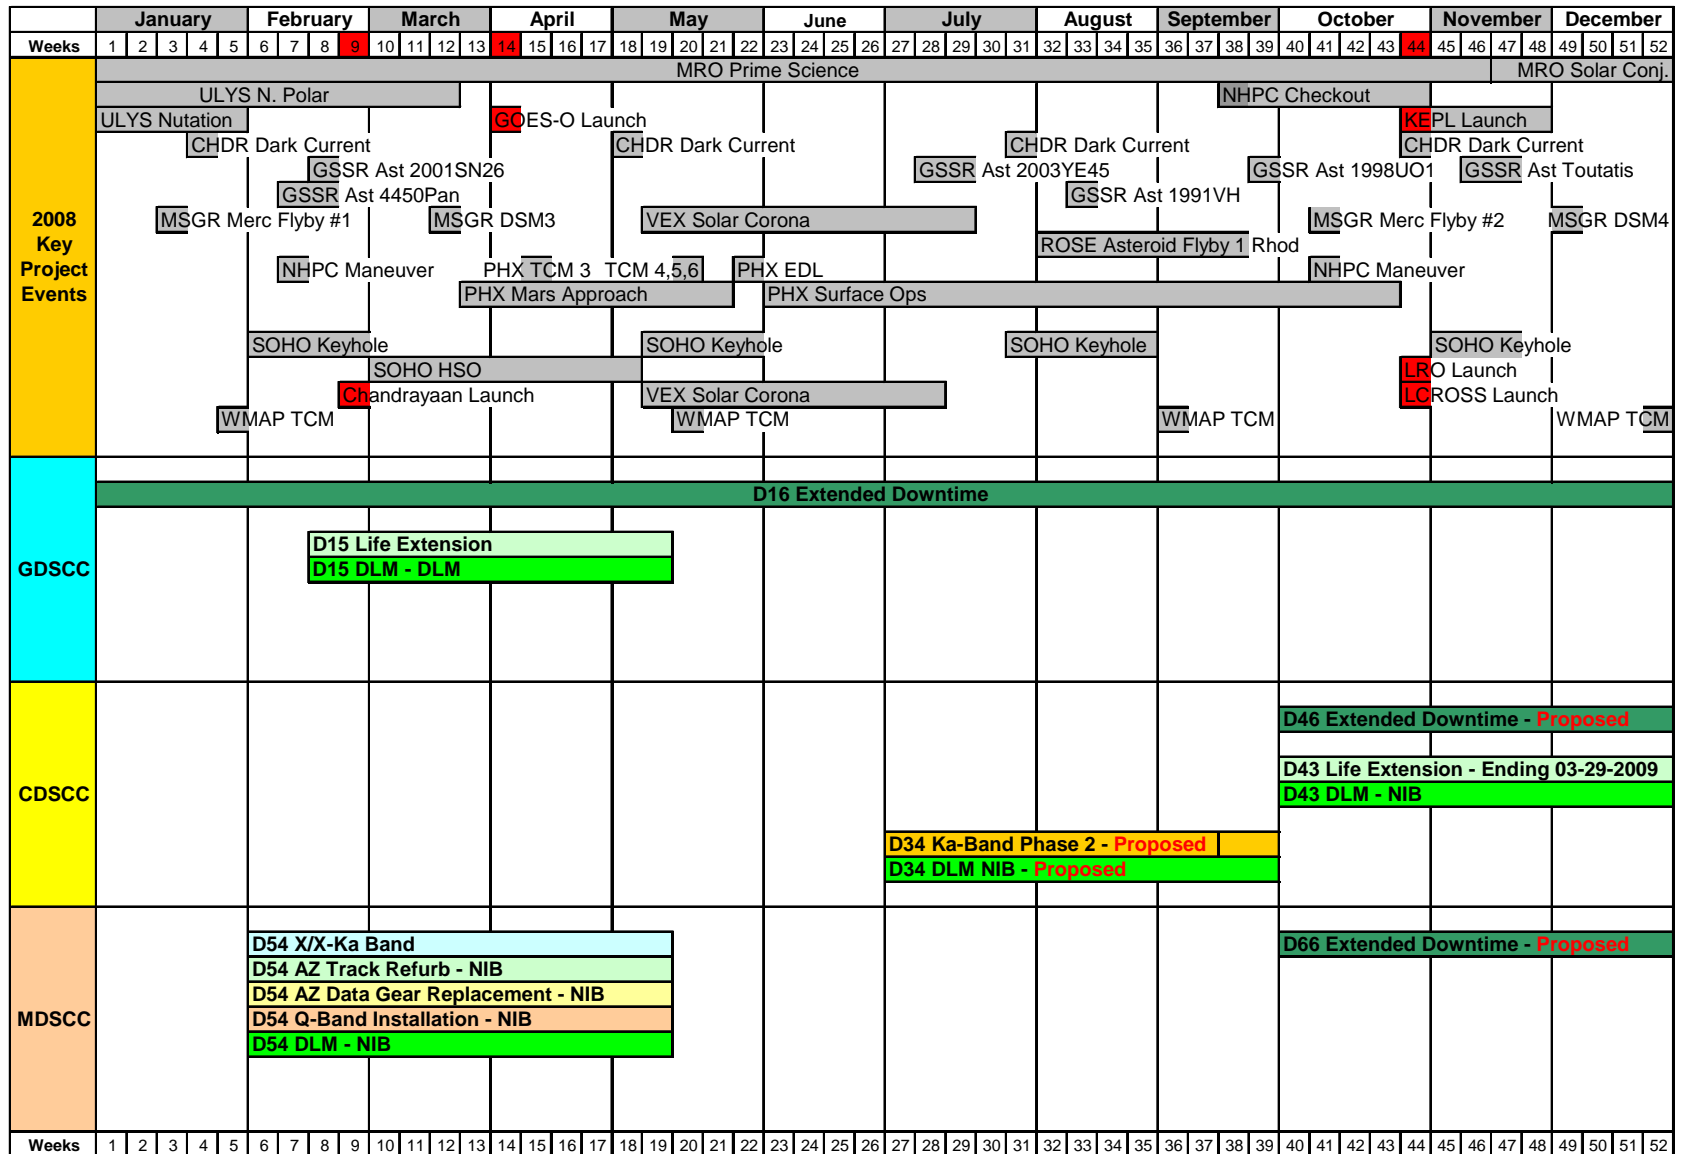 January February March April May June July August September October November December
Weeks 1 2 3 4 5 6 7 8 9 10 11 12 13 14 15 16 17 18 19 20 21 22 23 24 25 26 27 28 29 30 31 32 33 34 35 36 37 38 39 40 41 42 43 44 45 46 47 48 49 50 51 52
MRO Prime Science MRO Solar Conj.
ULYS N. Polar NHPC Checkout
ULYS Nutation GOES-O Launch KEPL Launch
CHDR Dark Current CHDR Dark Current CHDR Dark Current CHDR Dark Current
GSSR Ast 2001SN26 GSSR Ast 2003YE45 GSSR Ast 1998UO1 GSSR Ast Toutatis
GSSR Ast 4450Pan GSSR Ast 1991VH
2008 Key Project Events
MSGR Merc Flyby #1 MSGR DSM3 VEX Solar Corona MSGR Merc Flyby #2 MSGR DSM4
ROSE Asteroid Flyby 1 Rhod
NHPC Maneuver PHX TCM 3 TCM 4,5,6 PHX EDL NHPC Maneuver
PHX Mars Approach PHX Surface Ops
SOHO Keyhole SOHO Keyhole SOHO Keyhole SOHO Keyhole
SOHO HSO LRO Launch
Chandrayaan Launch VEX Solar Corona LCROSS Launch
WMAP TCM WMAP TCM WMAP TCM WMAP TCM
D16 Extended Downtime
D15 Life Extension
GDSCC D15 DLM - DLM
D46 Extended Downtime - Proposed
D43 Life Extension - Ending 03-29-2009
CDSCC D43 DLM - NIB
D34 Ka-Band Phase 2 - Proposed
D34 DLM NIB - Proposed
D54 X/X-Ka Band D66 Extended Downtime - Proposed
D54 AZ Track Refurb - NIB
D54 AZ Data Gear Replacement - NIB
MDSCC D54 Q-Band Installation - NIB
D54 DLM - NIB
Weeks 1 2 3 4 5 6 7 8 9 10 11 12 13 14 15 16 17 18 19 20 21 22 23 24 25 26 27 28 29 30 31 32 33 34 35 36 37 38 39 40 41 42 43 44 45 46 47 48 49 50 51 52